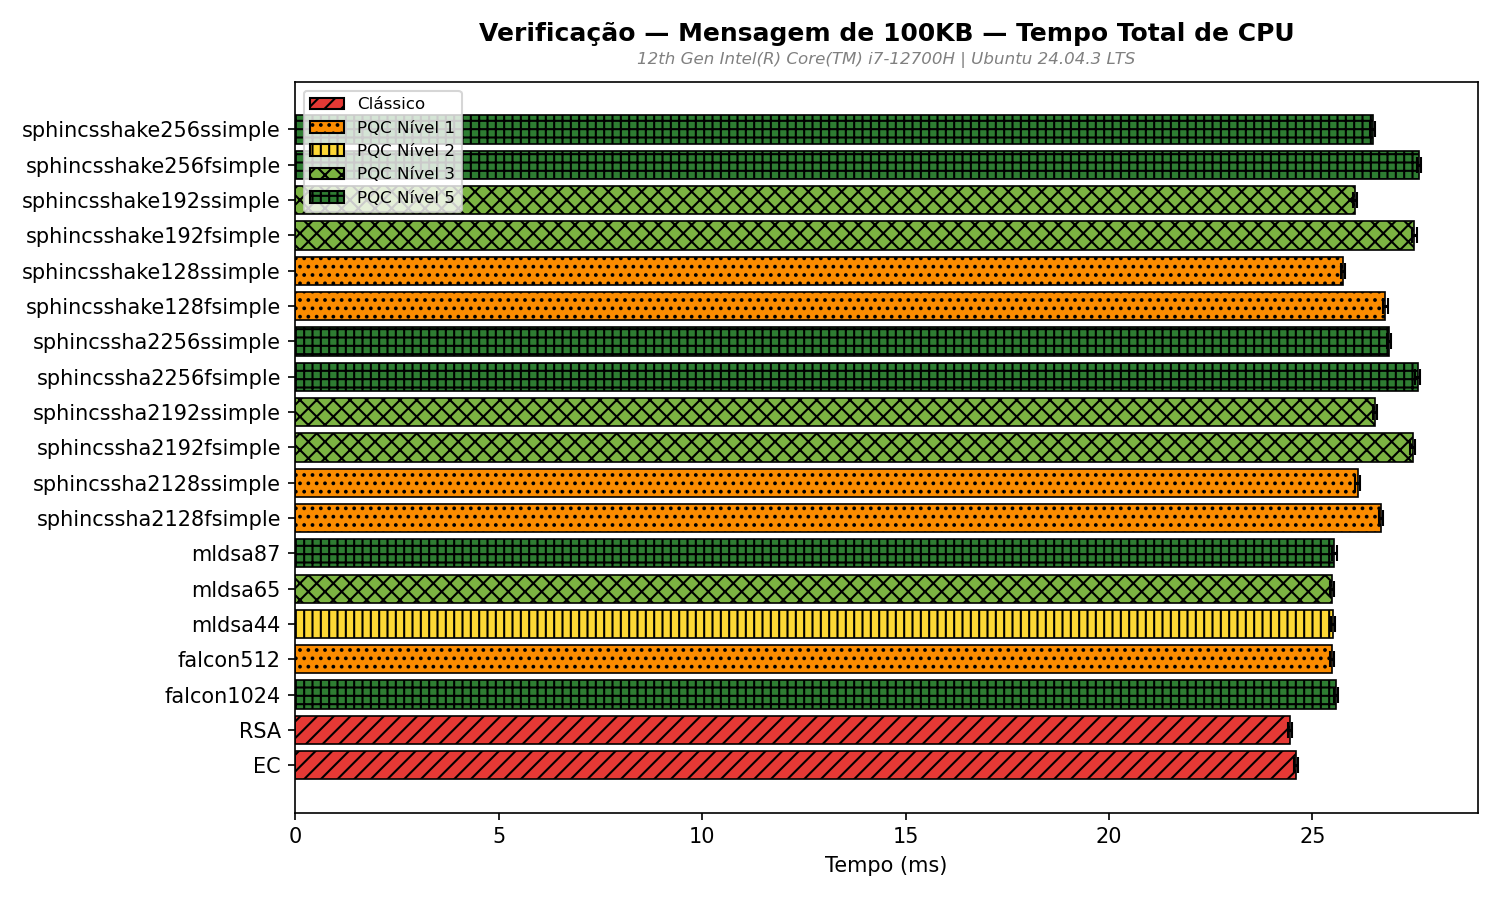 Verificação — Mensagem de 100KB — Tempo Total de CPU
12th Gen Intel(R) Core(TM) i7-12700H | Ubuntu 24.04.3 LTS
Clássico
PQC Nível 1
PQC Nível 2
PQC Nível 3
PQC Nível 5
sphincsshake256ssimple
sphincsshake256fsimple
sphincsshake192ssimple
sphincsshake192fsimple
sphincsshake128ssimple
sphincsshake128fsimple
sphincssha2256ssimple
sphincssha2256fsimple
sphincssha2192ssimple
sphincssha2192fsimple
sphincssha2128ssimple
sphincssha2128fsimple
mldsa87
mldsa65
mldsa44
falcon512
falcon1024
RSA
EC
0 5 10 15 20 25
Tempo (ms)